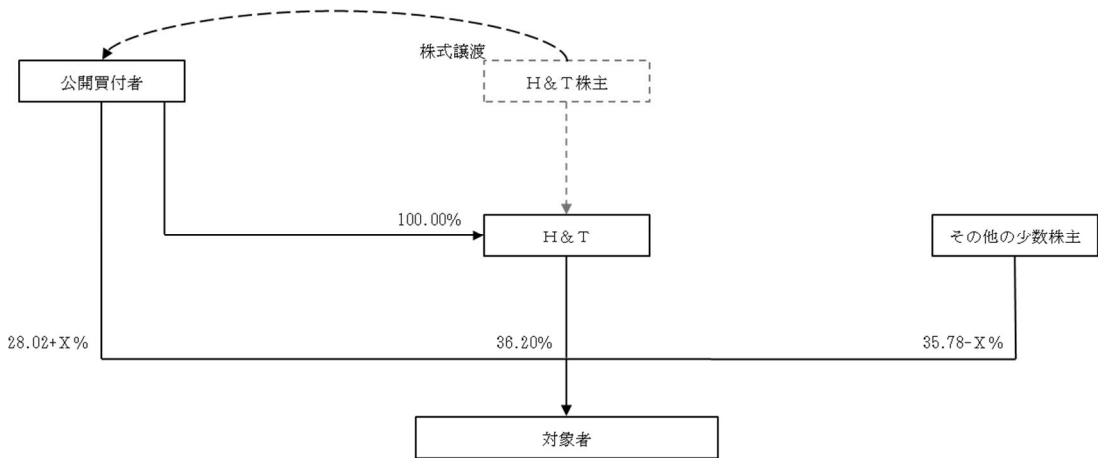 株式譲渡
公開買付者
Ｈ＆Ｔ株主
100.00%
Ｈ＆Ｔ
その他の少数株主
28.02+Ｘ%
36.20%
35.78-Ｘ%
対象者